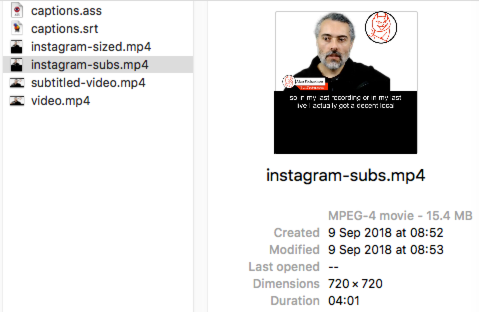 captions.ass
captions.srt
instagram-sized.mp4
instagram-subs.mp4
subtitled-video.mp4
video.mp4
so in my last recording or in my last
live I actually got a decent local
instagram-subs.mp4
MPEG-4 movie - 15.4 MB
Created 9 Sep 2018 at 08:52
Modified 9 Sep 2018 at 08:53
Last opened --
Dimensions 720 × 720
Duration 04:01